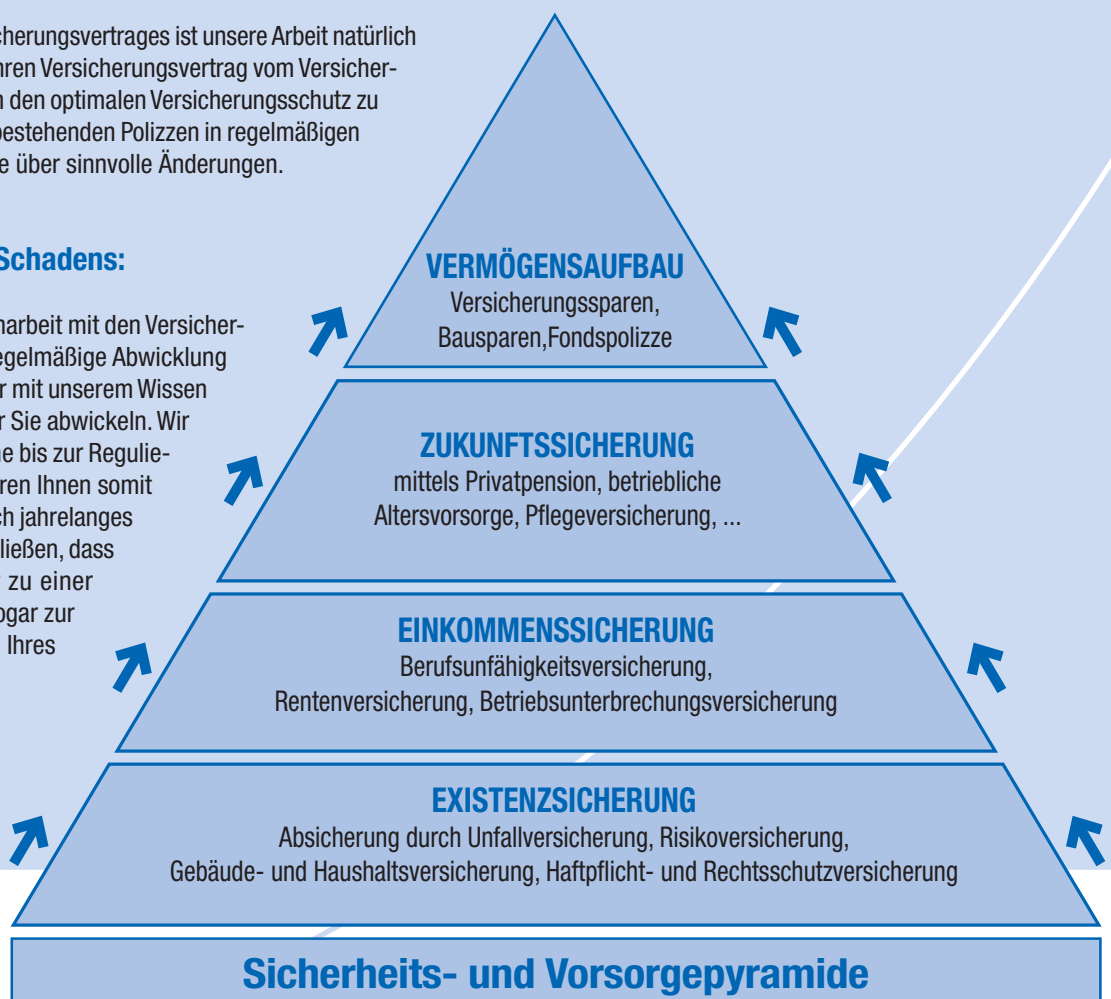 cherungsvertrages ist unsere Arbeit natürlich
hren Versicherungsvertrag vom Versicher-
n den optimalen Versicherungsschutz zu
bestehenden Polizzen in regelmäßigen
e über sinnvolle Änderungen.
Schadens:
narbeit mit den Versicher-
egelmäßige Abwicklung
r mit unserem Wissen
r Sie abwickeln. Wir
ne bis zur Regulie-
ren Ihnen somit
ch jahrelanges
ließen, dass
zu einer
ogar zur
Ihres
VERMÖGENSAUFBAU
Versicherungssparen,
Bausparen,Fondspolizze
ZUKUNFTSSICHERUNG
mittels Privatpension, betriebliche
Altersvorsorge, Pflegeversicherung, ...
EINKOMMENSSICHERUNG
Berufsunfähigkeitsversicherung,
Rentenversicherung, Betriebsunterbrechungsversicherung
EXISTENZSICHERUNG
Absicherung durch Unfallversicherung, Risikoversicherung,
Gebäude- und Haushaltsversicherung, Haftpflicht- und Rechtsschutzversicherung
Sicherheits- und Vorsorgepyramide